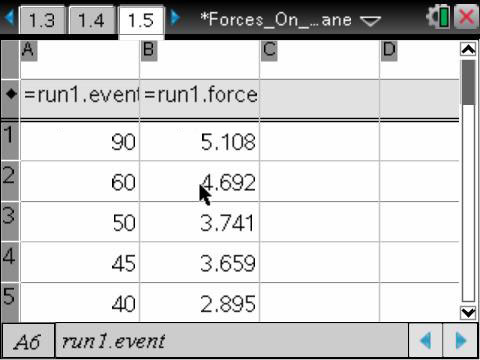 1.3 1.4 1.5 *Forces_On_...ane
A B C D
=run1.event =run1.force
1 90 5.108
2 60 4.692
3 50 3.741
4 45 3.659
5 40 2.895
A6 run1.event